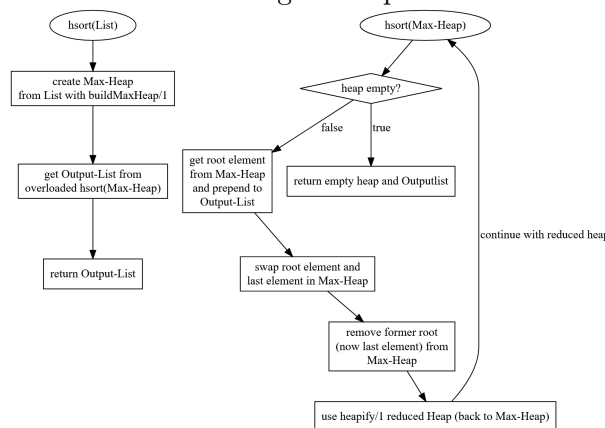 hsort(List)
create Max-Heap
from List with buildMaxHeap/1
get Output-List from
overloaded hsort(Max-Heap)
return Output-List
hsort(Max-Heap)
heap empty?
false
true
get root element
from Max-Heap
and prepend to
Output-List
return empty heap and Outputlist
swap root element and
last element in Max-Heap
remove former root
(now last element) from
Max-Heap
use heapify/1 reduced Heap (back to Max-Heap)
continue with reduced heap